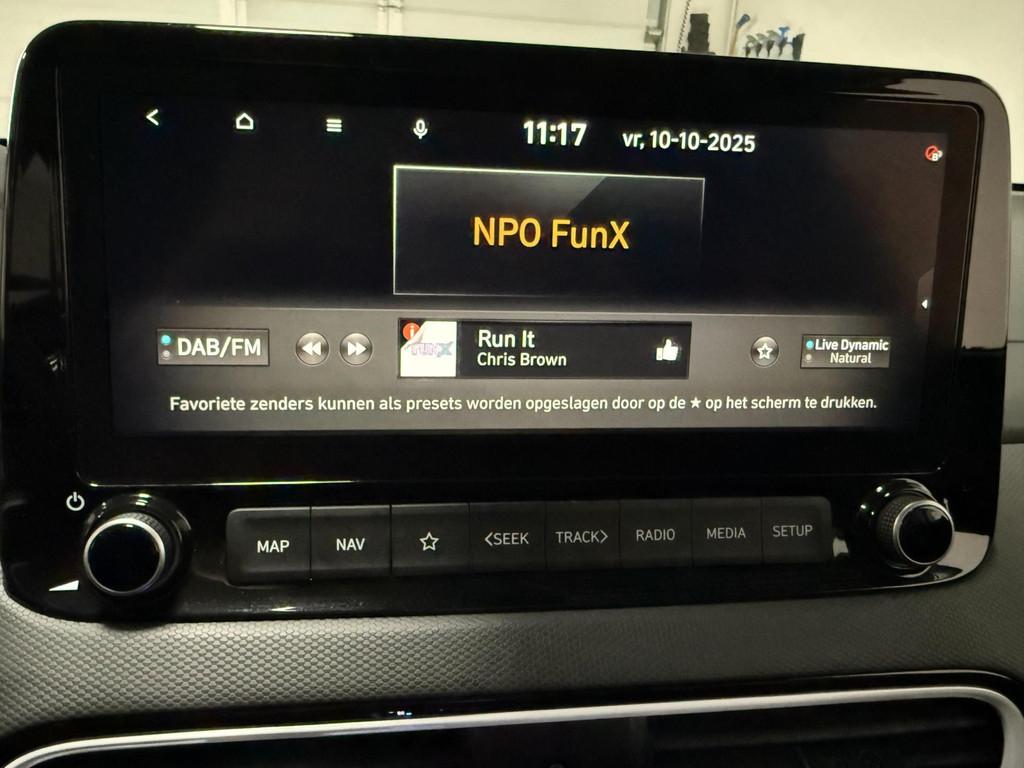 11:17 vr, 10-10-2025
NPO FunX
DAB/FM
FUNX
Run It
Chris Brown
Live Dynamic
Natural
Favoriete zenders kunnen als presets worden opgeslagen door op de ★ op het scherm te drukken.
MAP NAV <SEEK TRACK> RADIO MEDIA SETUP